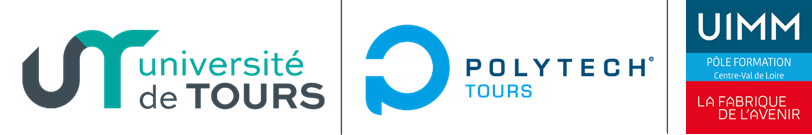 université
de TOURS
POLYTECH®
TOURS
UIMM
PÔLE FORMATION
Centre-Val de Loire
LA FABRIQUE
DE L'AVENIR